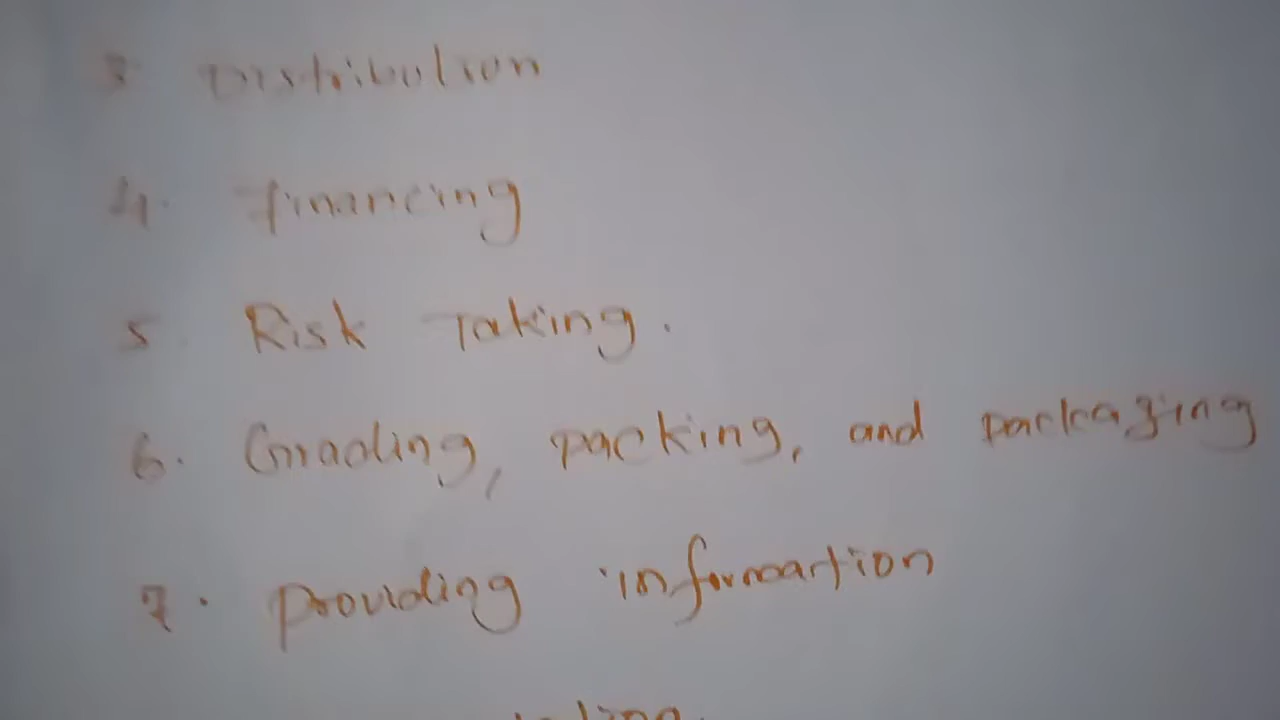 3 Distribution
4. Financing
5. Risk Taking.
6. Grading, packing, and packaging
7. Providing information